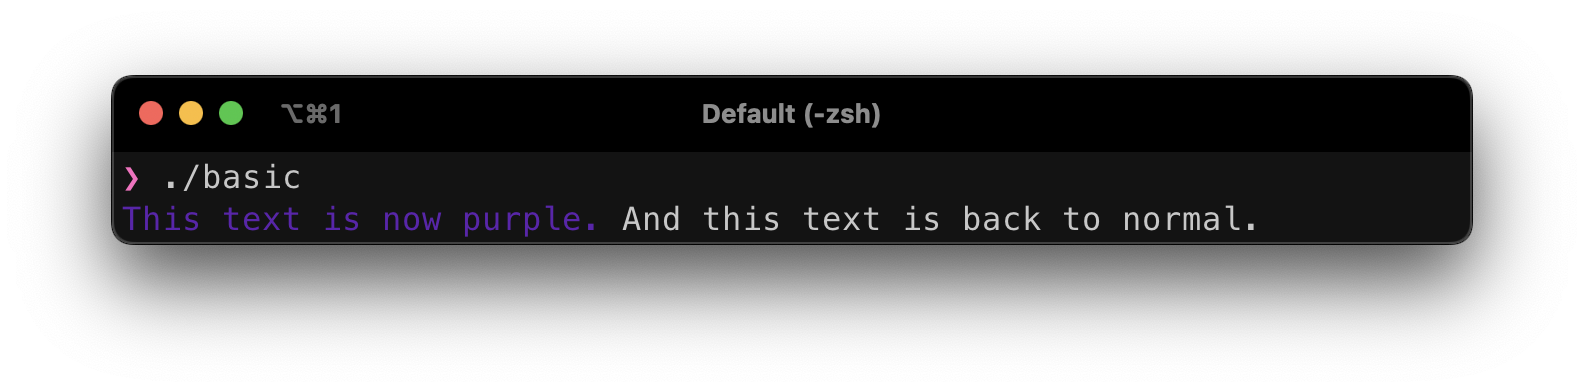 ⌥⌘1 Default (-zsh)
❯ ./basic
This text is now purple. And this text is back to normal.